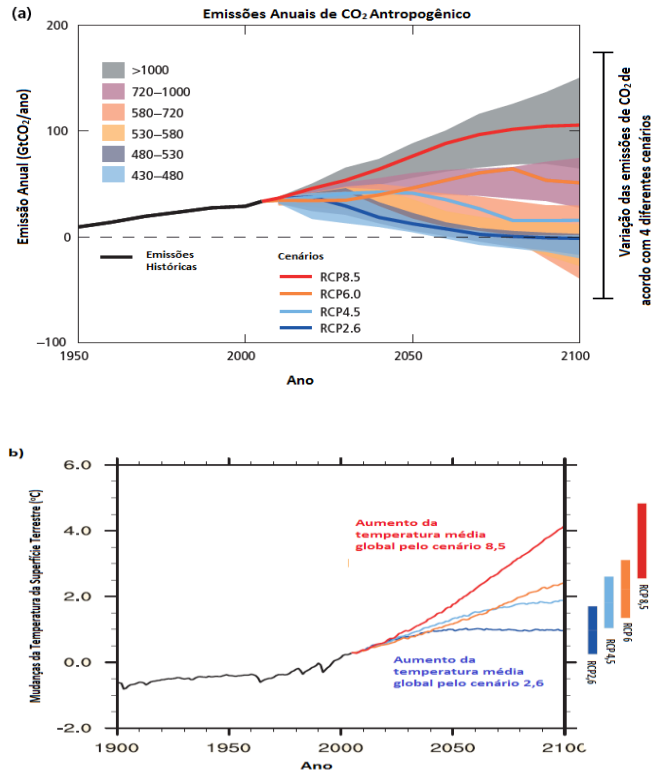 (a)
Emissões Anuais de CO₂ Antropogênico
Emissão Anual (GtCO₂/ano)
200
100
0
−100
>1000
720−1000
580−720
530−580
480−530
430−480
Emissões
Históricas
Cenários
RCP8.5
RCP6.0
RCP4.5
RCP2.6
1950
2000
2050
2100
Ano
Variação das emissões de CO₂ de
acordo com 4 diferentes cenários
b)
Mudanças da Temperatura da Superfície Terrestre (ºC)
6.0
4.0
2.0
0.0
-2.0
Aumento da
temperatura média
global pelo cenário 8,5
Aumento da
temperatura média
global pelo cenário 2,6
1900
1950
2000
2050
2100
Ano
RCP2,6
RCP4,5
RCP6
RCP8,5